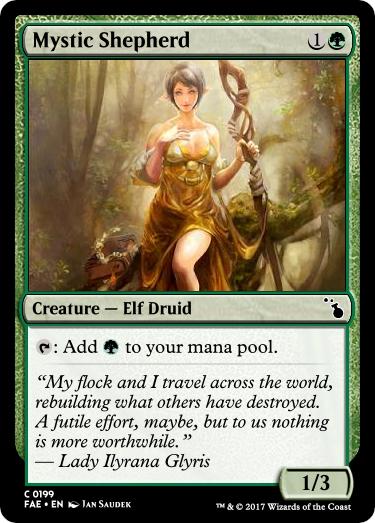 Mystic Shepherd 1
Creature — Elf Druid
: Add to your mana pool.
“My flock and I travel across the world,
rebuilding what others have destroyed.
A futile effort, maybe, but to us nothing
is more worthwhile.”
— Lady Ilyrana Glyris
1/3
C 0199
FAE • EN Jan Saudek
™ & © 2017 Wizards of the Coast